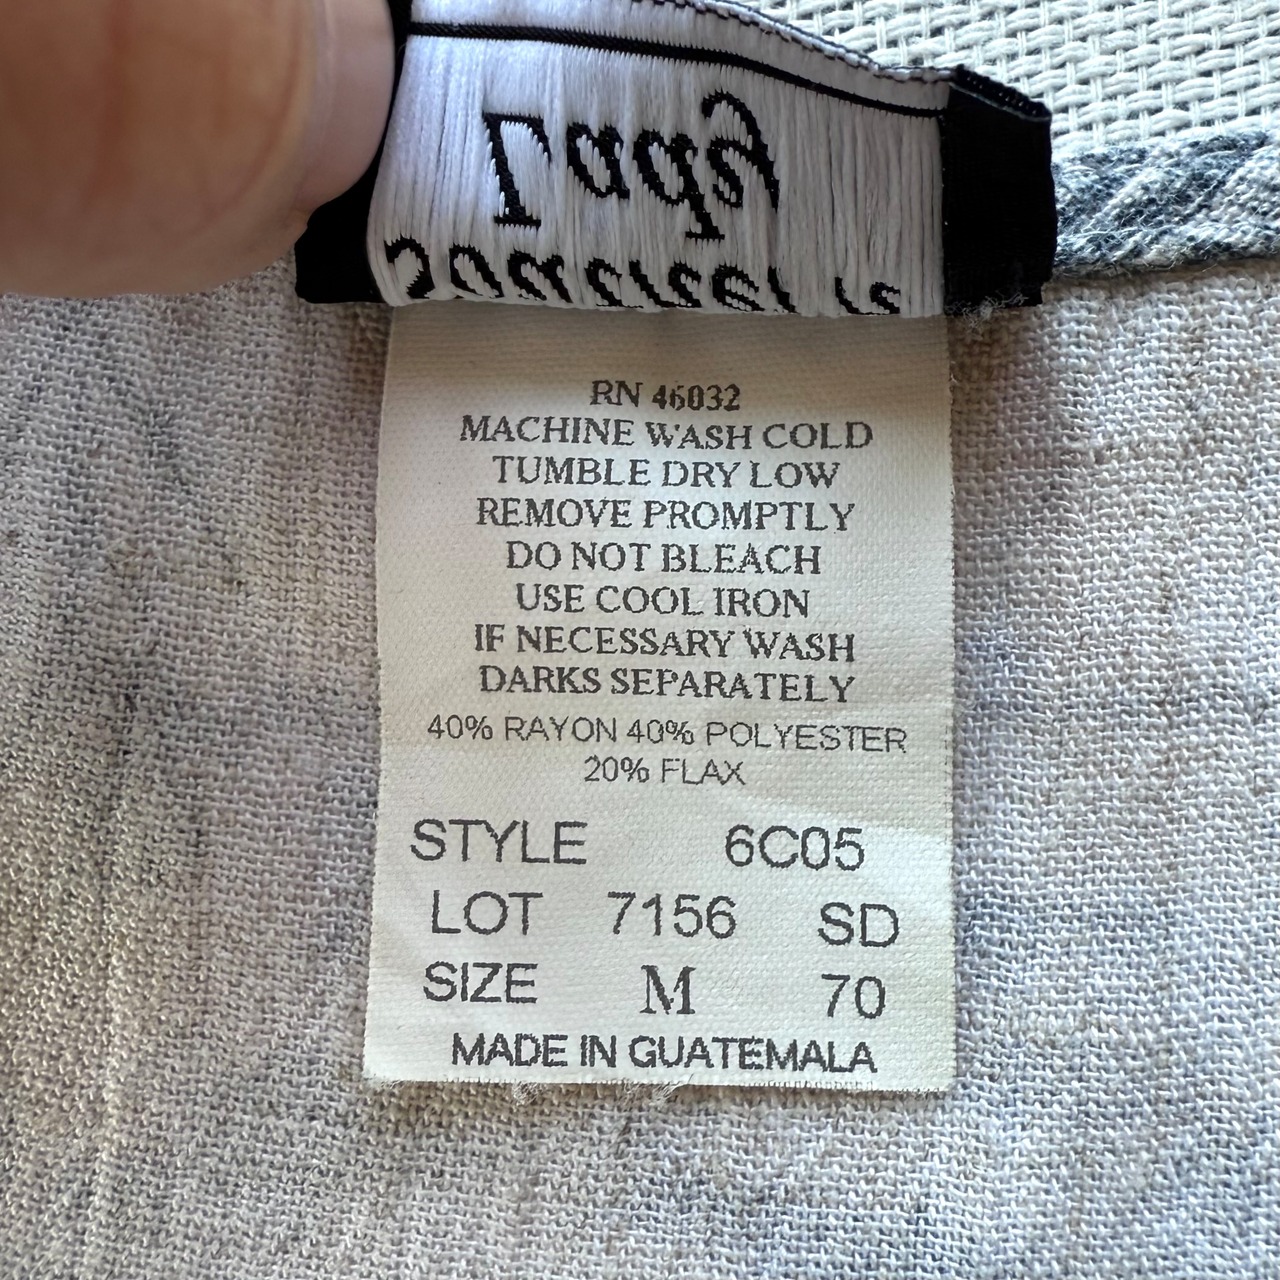 RN 46032
MACHINE WASH COLD
TUMBLE DRY LOW
REMOVE PROMPTLY
DO NOT BLEACH
USE COOL IRON
IF NECESSARY WASH
DARKS SEPARATELY
40% RAYON 40% POLYESTER
20% FLAX
STYLE 6C05
LOT 7156 SD
SIZE M 70
MADE IN GUATEMALA